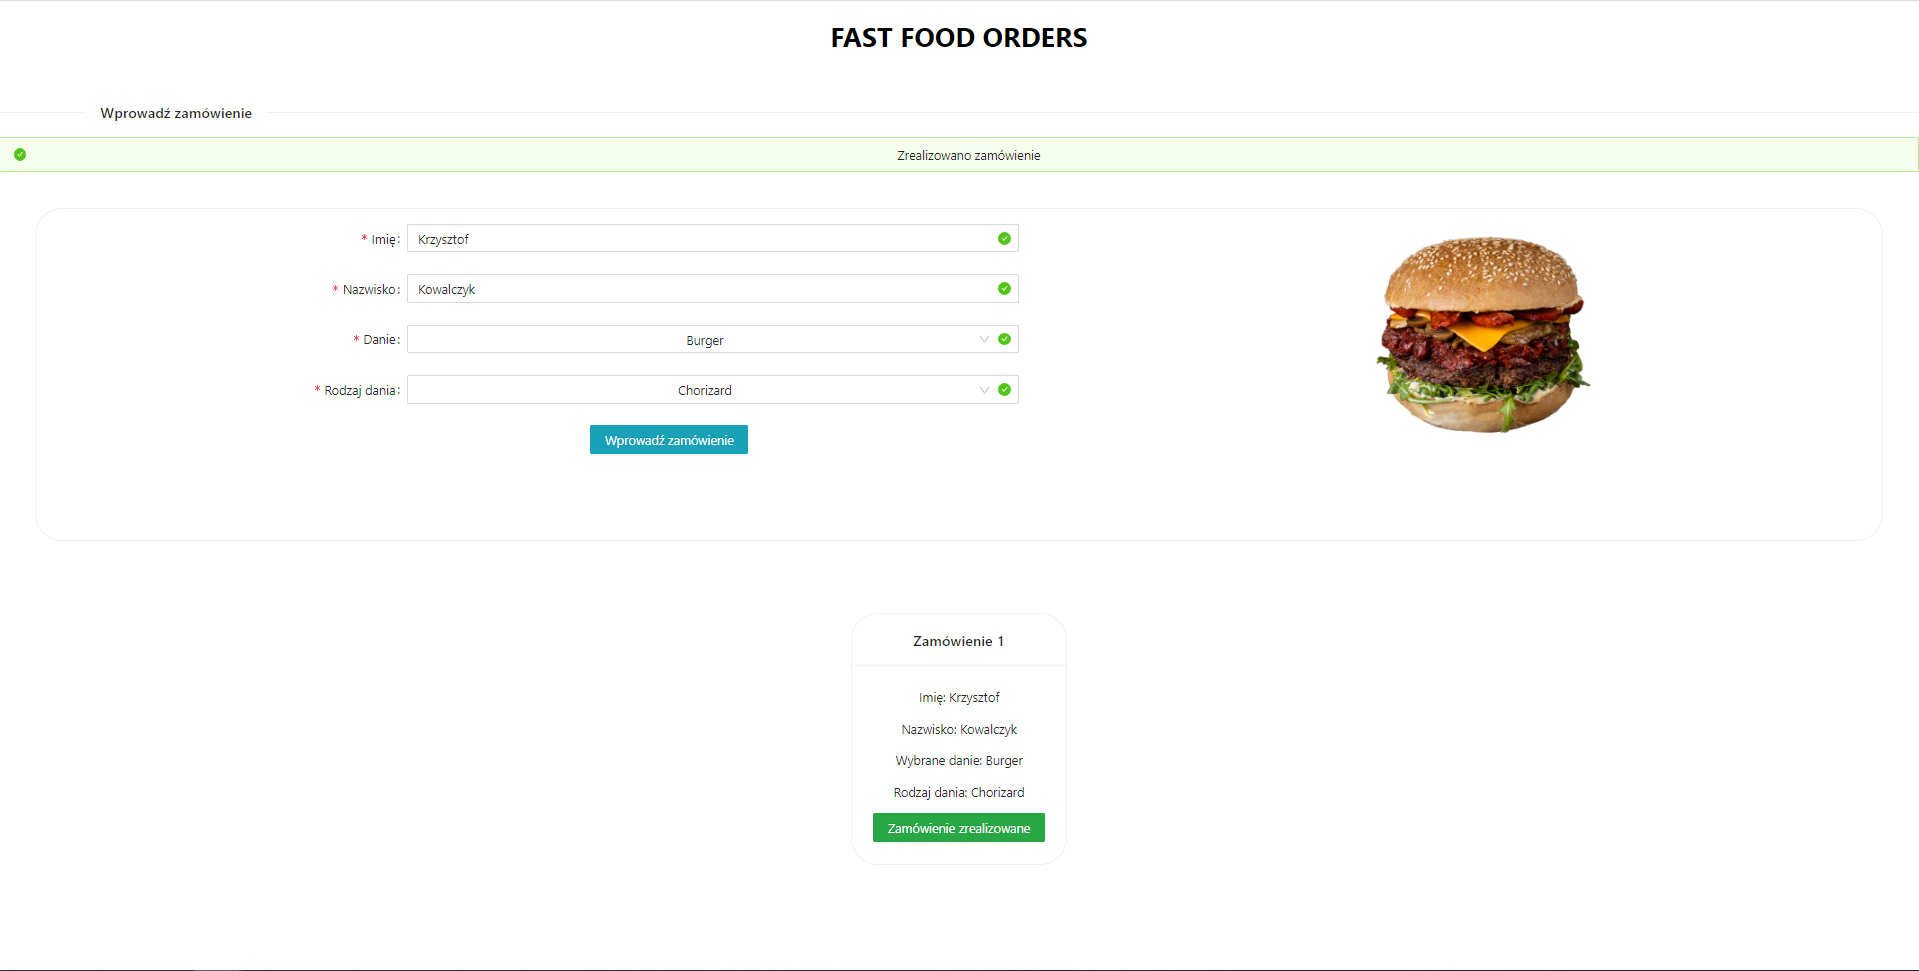 FAST FOOD ORDERS
Wprowadź zamówienie
Zrealizowano zamówienie
* Imię: Krzysztof
* Nazwisko: Kowalczyk
* Danie: Burger
* Rodzaj dania: Chorizard
Wprowadź zamówienie
Zamówienie 1
Imię: Krzysztof
Nazwisko: Kowalczyk
Wybrane danie: Burger
Rodzaj dania: Chorizard
Zamówienie zrealizowane